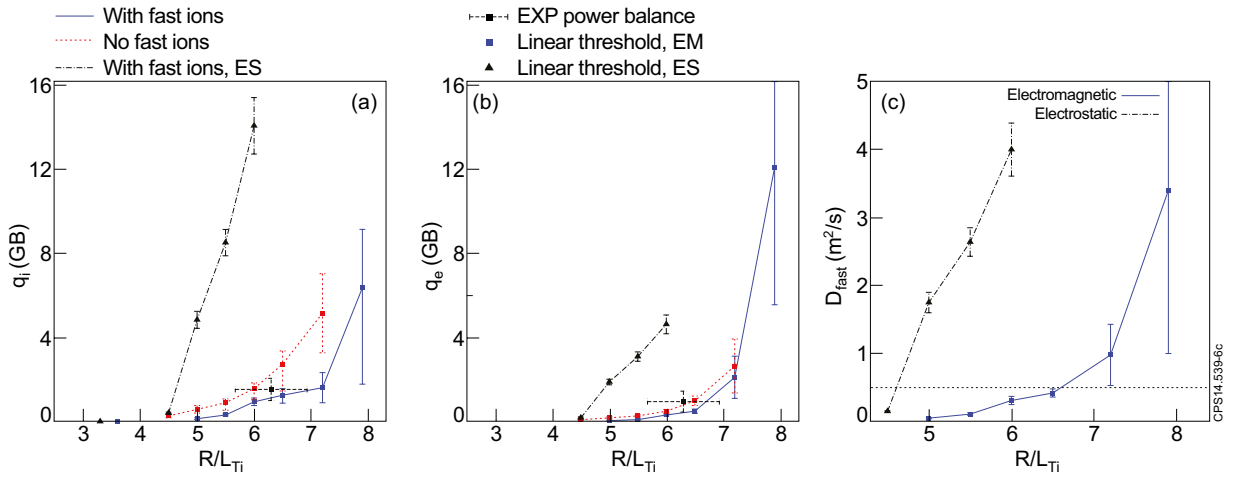 With fast ions
No fast ions
With fast ions, ES
EXP power balance
Linear threshold, EM
Linear threshold, ES
16
12
8
4
0
(a)
q_i (GB)
3 4 5 6 7 8
R/L_Ti
16
12
8
4
0
(b)
q_e (GB)
3 4 5 6 7 8
R/L_Ti
5
4
3
2
1
0
(c)
Electromagnetic
Electrostatic
D_fast (m²/s)
5 6 7 8
R/L_Ti
CPS14.539-6c